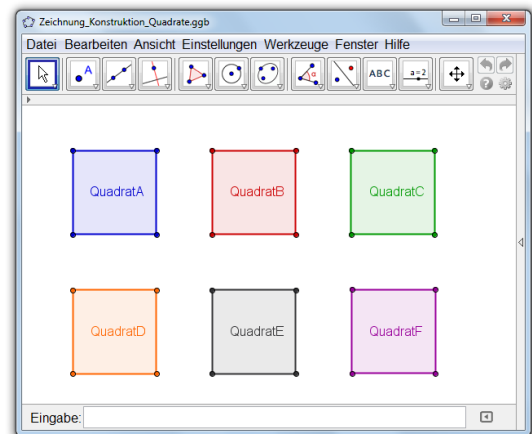 Zeichnung_Konstruktion_Quadrate.ggb
Datei Bearbeiten Ansicht Einstellungen Werkzeuge Fenster Hilfe
A α ABC a=2
QuadratA QuadratB QuadratC
QuadratD QuadratE QuadratF
Eingabe: